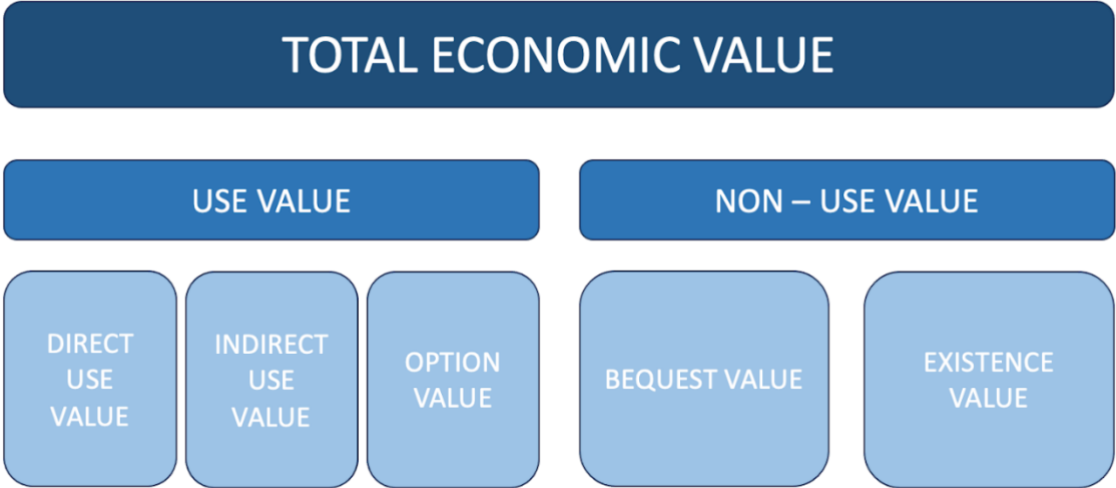 TOTAL ECONOMIC VALUE
USE VALUE
NON – USE VALUE
DIRECT
USE
VALUE
INDIRECT
USE
VALUE
OPTION
VALUE
BEQUEST VALUE
EXISTENCE
VALUE